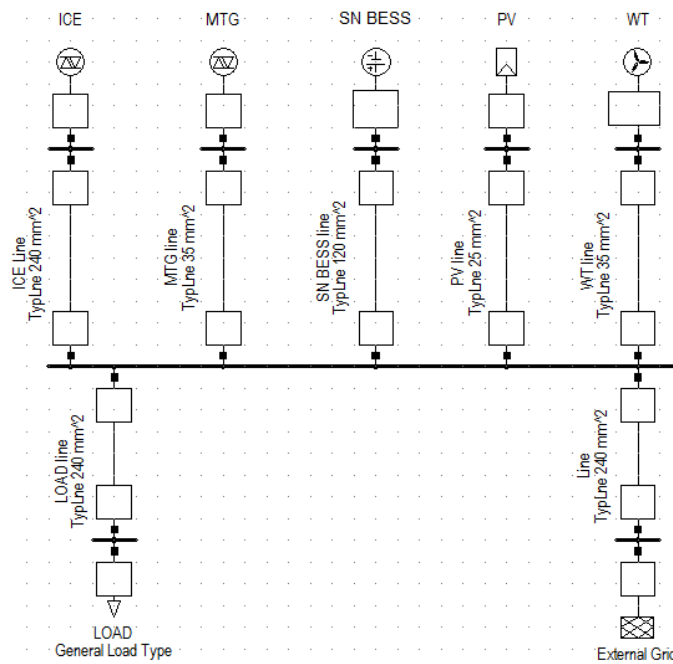 ICE
MTG
SN BESS
PV
WT
ICE Line
TypLne 240 mm^2
MTG line
TypLne 35 mm^2
SN BESS line
TypLne 120 mm^2
PV line
TypLne 25 mm^2
WT line
TypLne 35 mm^2
LOAD line
TypLne 240 mm^2
Line
TypLne 240 mm^2
LOAD
General Load Type
External Grid